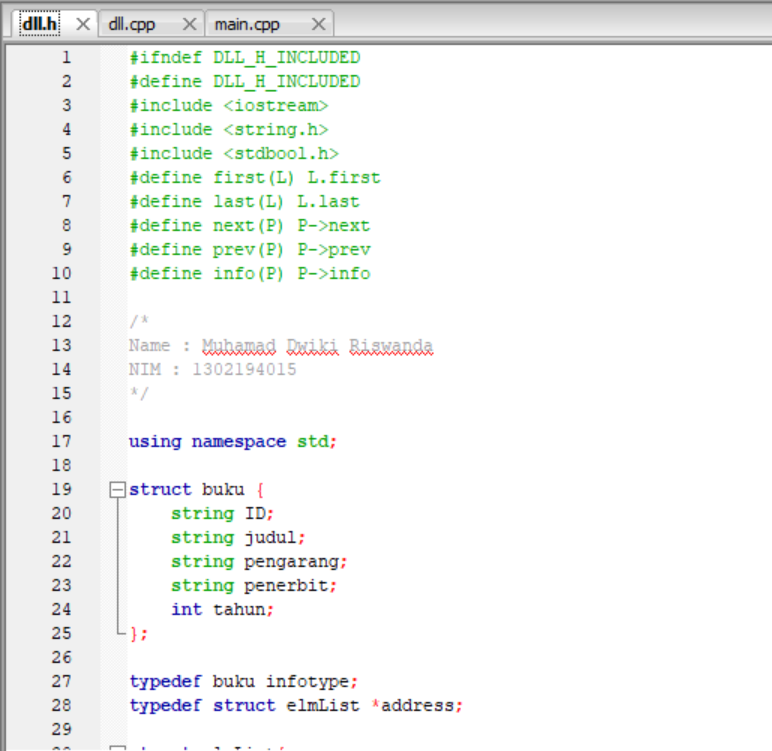 dll.h dll.cpp main.cpp
1 #ifndef DLL_H_INCLUDED
2 #define DLL_H_INCLUDED
3 #include <iostream>
4 #include <string.h>
5 #include <stdbool.h>
6 #define first(L) L.first
7 #define last(L) L.last
8 #define next(P) P->next
9 #define prev(P) P->prev
10 #define info(P) P->info
11
12 /*
13 Name : Muhamad Dwiki Riswanda
14 NIM : 1302194015
15 */
16
17 using namespace std;
18
19 struct buku {
20 string ID;
21 string judul;
22 string pengarang;
23 string penerbit;
24 int tahun;
25 };
26
27 typedef buku infotype;
28 typedef struct elmList *address;
29